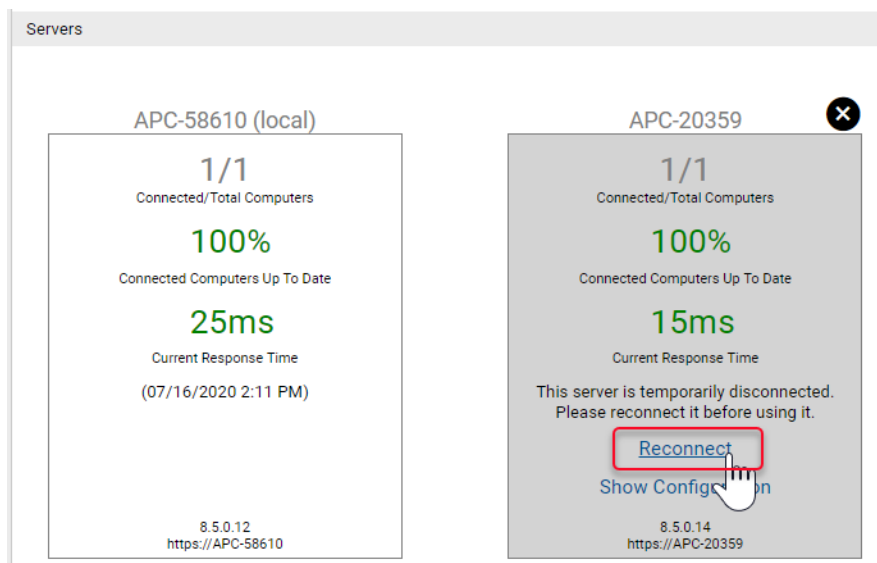 Servers
APC-58610 (local)
1/1
Connected/Total Computers
100%
Connected Computers Up To Date
25ms
Current Response Time
(07/16/2020 2:11 PM)
8.5.0.12
https://APC-58610
APC-20359
1/1
Connected/Total Computers
100%
Connected Computers Up To Date
15ms
Current Response Time
This server is temporarily disconnected.
Please reconnect it before using it.
Reconnect
Show
8.5.0.14
https://APC-20359